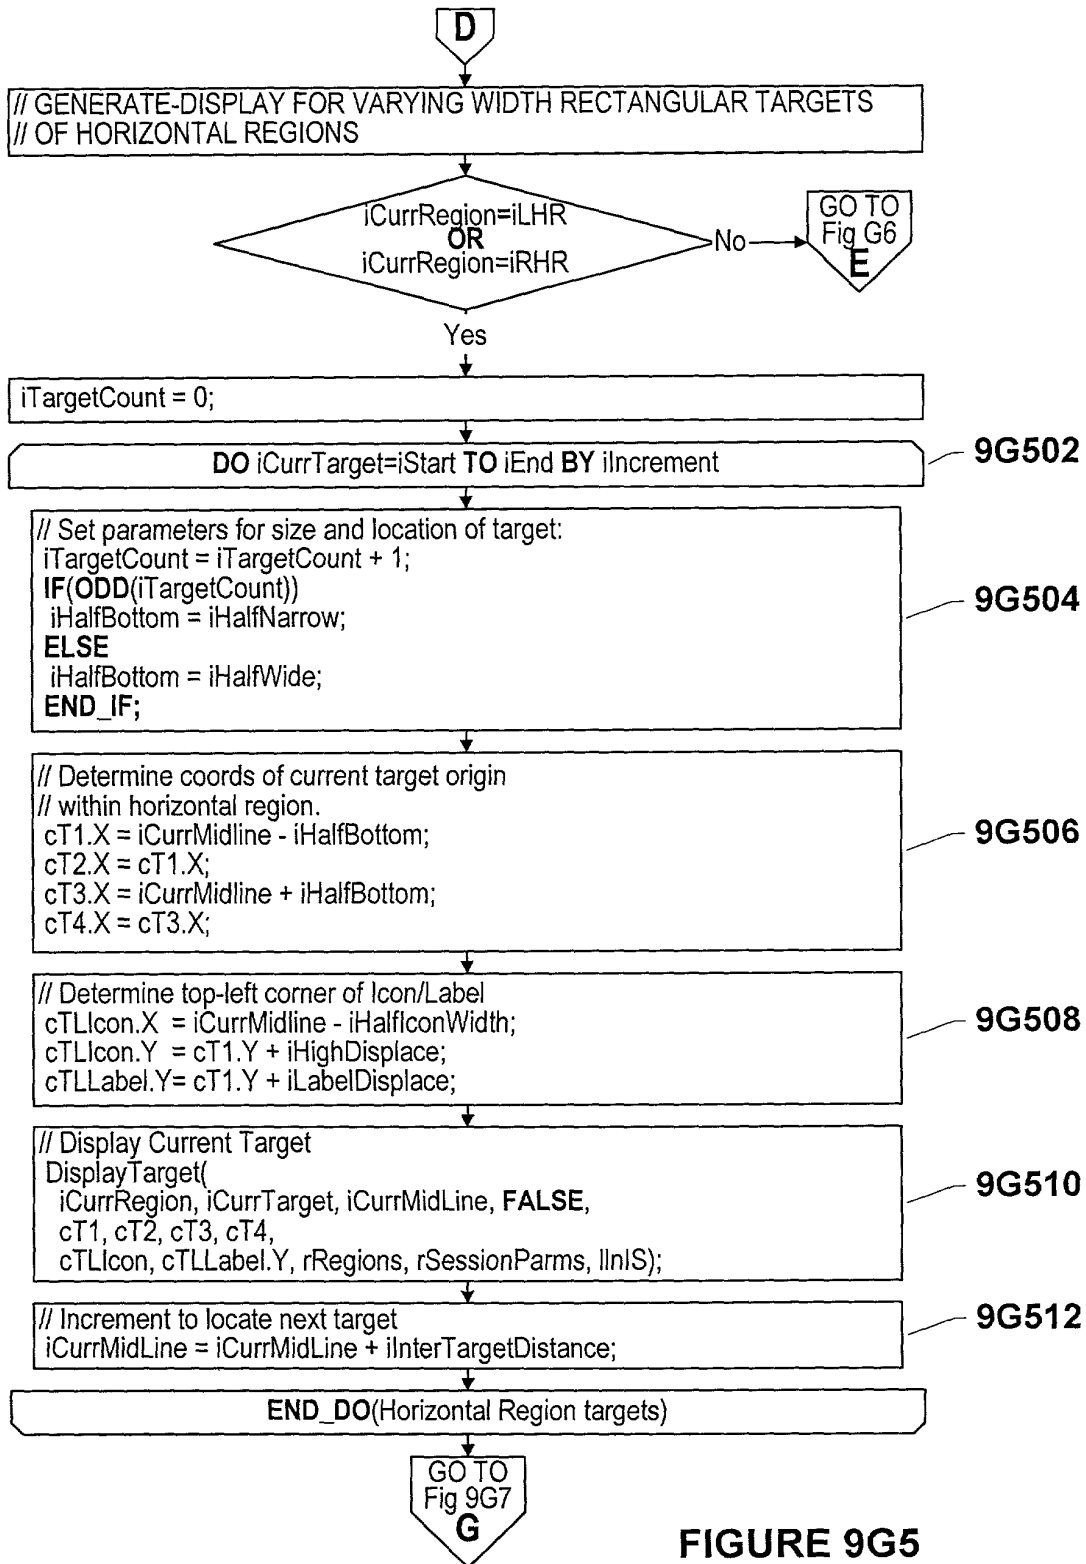 D
// GENERATE-DISPLAY FOR VARYING WIDTH RECTANGULAR TARGETS
// OF HORIZONTAL REGIONS
iCurrRegion=iLHR
OR
iCurrRegion=iRHR
No
GO TO
Fig G6
E
Yes
iTargetCount = 0;
DO iCurrTarget=iStart TO iEnd BY iIncrement
9G502
// Set parameters for size and location of target:
iTargetCount = iTargetCount + 1;
IF(ODD(iTargetCount))
iHalfBottom = iHalfNarrow;
ELSE
iHalfBottom = iHalfWide;
END_IF;
9G504
// Determine coords of current target origin
// within horizontal region.
cT1.X = iCurrMidline - iHalfBottom;
cT2.X = cT1.X;
cT3.X = iCurrMidline + iHalfBottom;
cT4.X = cT3.X;
9G506
// Determine top-left corner of Icon/Label
cTLIcon.X = iCurrMidline - iHalfIconWidth;
cTLIcon.Y = cT1.Y + iHighDisplace;
cTLLabel.Y= cT1.Y + iLabelDisplace;
9G508
// Display Current Target
DisplayTarget(
iCurrRegion, iCurrTarget, iCurrMidLine, FALSE,
cT1, cT2, cT3, cT4,
cTLIcon, cTLLabel.Y, rRegions, rSessionParms, lInIS);
9G510
// Increment to locate next target
iCurrMidLine = iCurrMidLine + iInterTargetDistance;
9G512
END_DO(Horizontal Region targets)
GO TO
Fig 9G7
G
FIGURE 9G5